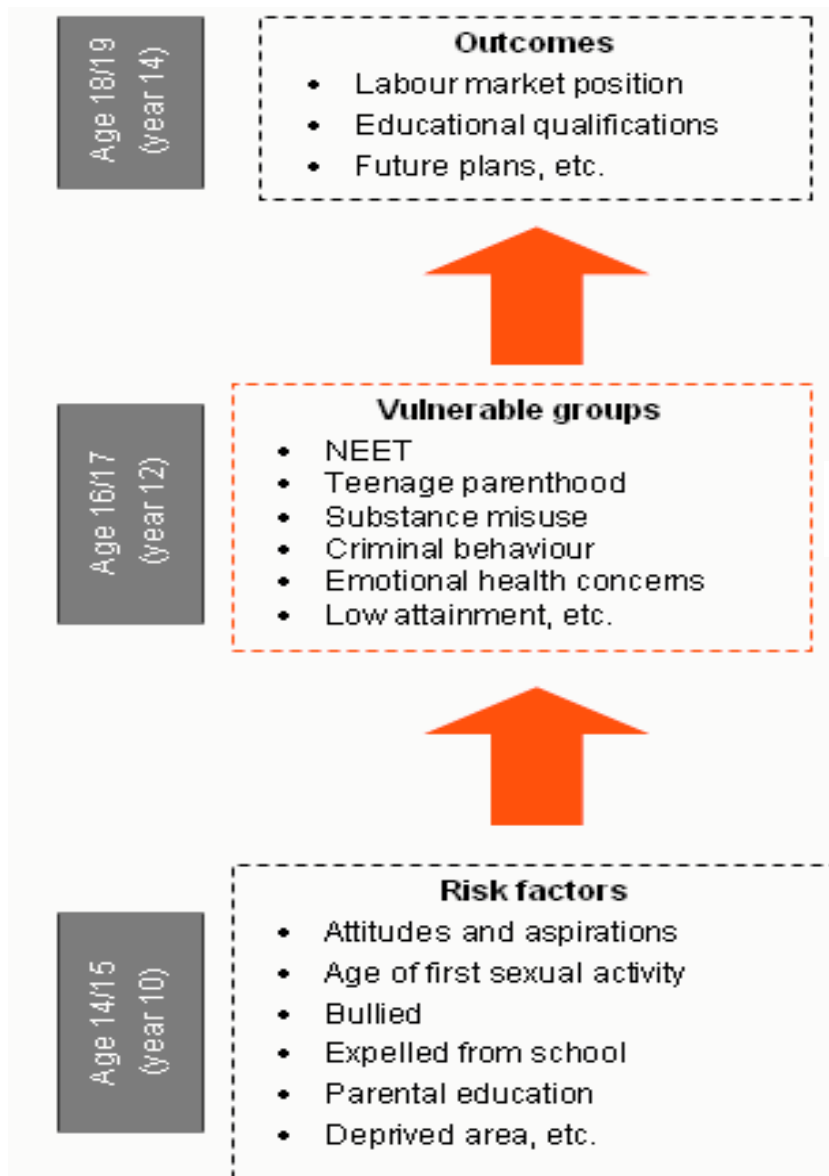 Age 18/19
(year 14)
Outcomes
• Labour market position
• Educational qualifications
• Future plans, etc.
Age 16/17
(year 12)
Vulnerable groups
• NEET
• Teenage parenthood
• Substance misuse
• Criminal behaviour
• Emotional health concerns
• Low attainment, etc.
Age 14/15
(year 10)
Risk factors
• Attitudes and aspirations
• Age of first sexual activity
• Bullied
• Expelled from school
• Parental education
• Deprived area, etc.